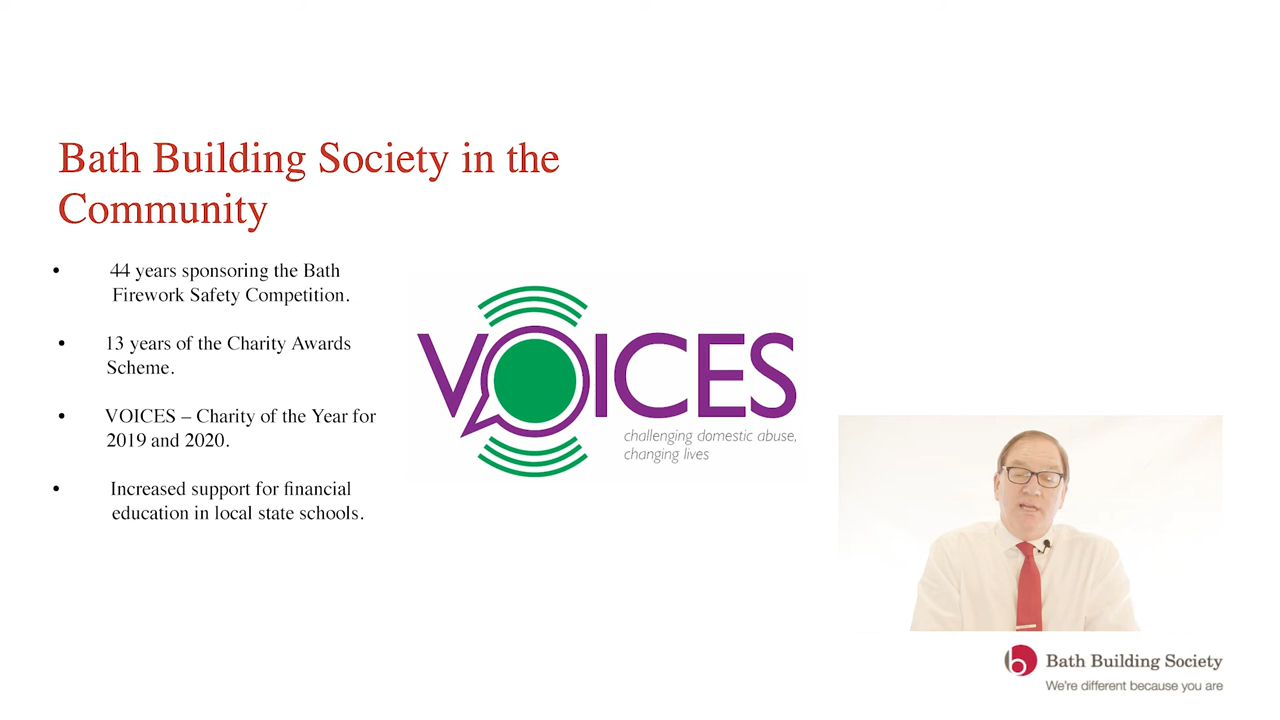 Bath Building Society in the
Community
• 44 years sponsoring the Bath
Firework Safety Competition.
• 13 years of the Charity Awards
Scheme.
• VOICES – Charity of the Year for
2019 and 2020.
• Increased support for financial
education in local state schools.
VOICES
challenging domestic abuse,
changing lives
b Bath Building Society
We're different because you are